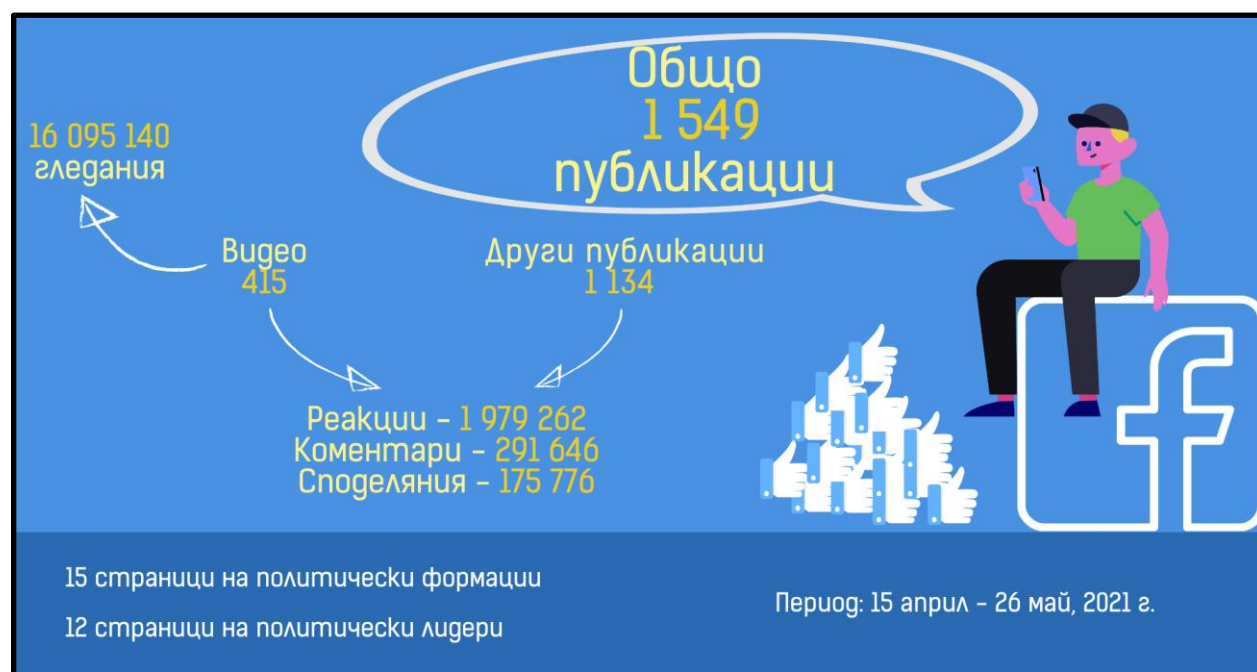 Общо
1 549
публикации
16 095 140
гледания
Видео
415
Други публикации
1 134
Реакции – 1 979 262
Коментари – 291 646
Споделяния – 175 776
15 страници на политически формации
12 страници на политически лидери
Период: 15 април – 26 май, 2021 г.